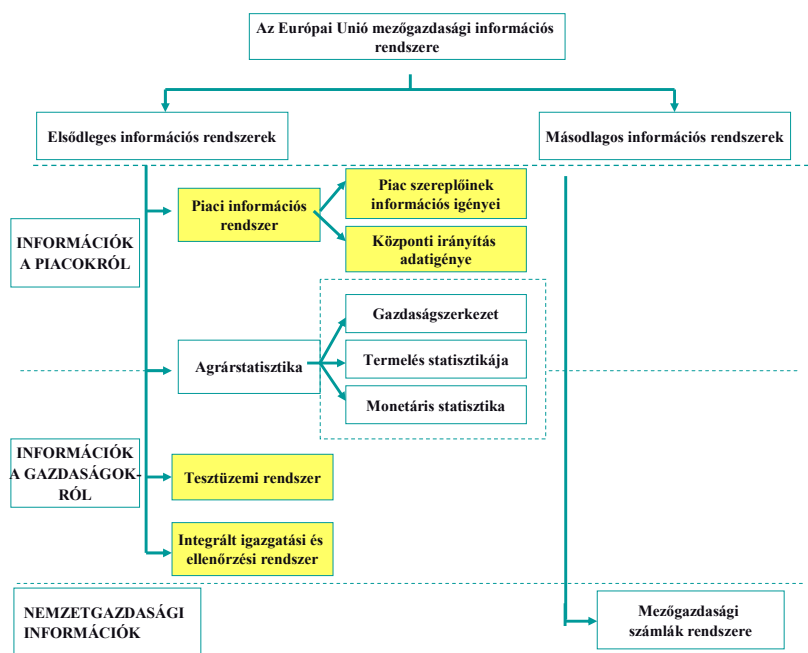 Az Európai Unió mezőgazdasági információs
rendszere
Elsődleges információs rendszerek
Másodlagos információs rendszerek
INFORMÁCIÓK
A PIACOKRÓL
Piaci információs
rendszer
Piac szereplőinek
információs igényei
Központi irányítás
adatigénye
Agrárstatisztika
Gazdaságszerkezet
Termelés statisztikája
Monetáris statisztika
INFORMÁCIÓK
A GAZDASÁGOK-
RÓL
Tesztüzemi rendszer
Integrált igazgatási és
ellenőrzési rendszer
NEMZETGAZDASÁGI
INFORMÁCIÓK
Mezőgazdasági
számlák rendszere